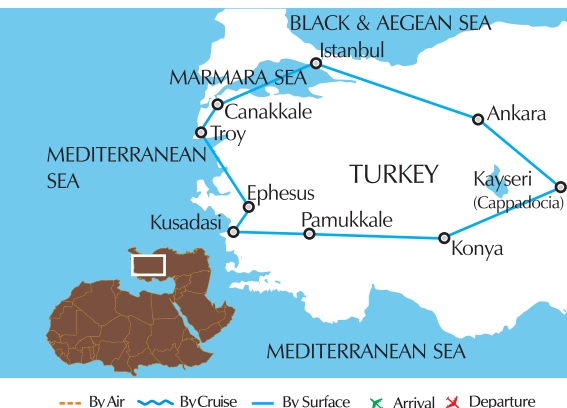 BLACK & AEGEAN SEA
Istanbul
MARMARA SEA
Canakkale
Ankara
Troy
MEDITERRANEAN
SEA
TURKEY
Kayseri
(Cappadocia)
Ephesus
Kusadasi
Pamukkale
Konya
MEDITERRANEAN SEA
By Air By Cruise By Surface Arrival Departure